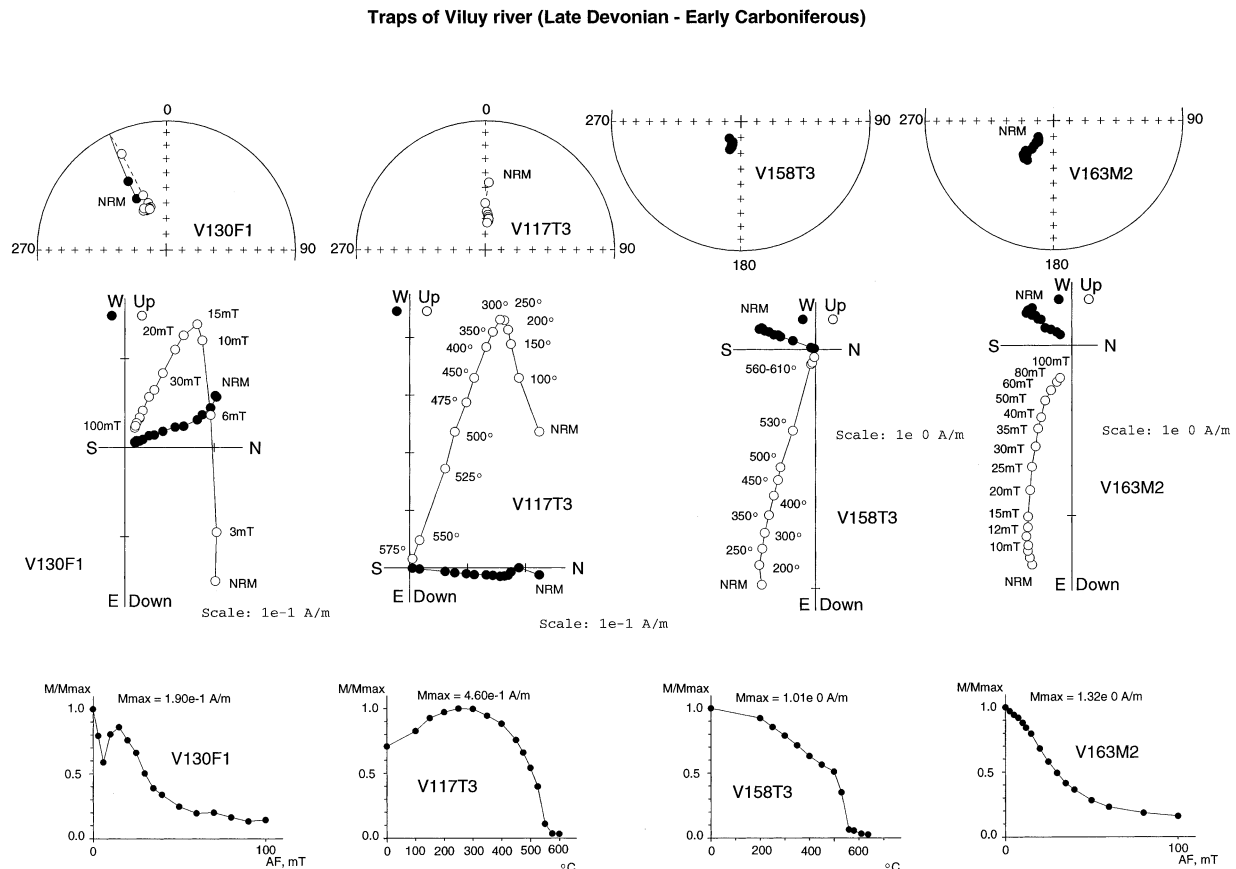 Traps of Viluy river (Late Devonian - Early Carboniferous)
0
NRM
V130F1
270
90
0
NRM
V117T3
270
90
270
90
V158T3
180
270
90
NRM
V163M2
180
W Up
15mT
20mT
10mT
30mT
NRM
6mT
100mT
S
N
3mT
NRM
V130F1
E Down
Scale: 1e-1 A/m
W Up
300° 250°
350° 200°
400° 150°
450° 100°
475°
500° NRM
525°
V117T3
550°
575°
S
N
NRM
E Down
Scale: 1e-1 A/m
NRM
W Up
S
N
560-610°
530°
Scale: 1e 0 A/m
500°
450°
400°
350°
V158T3
300°
250°
200°
NRM
E Down
NRM
W Up
S
N
100mT
80mT
60mT
50mT
40mT
35mT
Scale: 1e 0 A/m
30mT
25mT
20mT
V163M2
15mT
12mT
10mT
NRM
E Down
M/Mmax
Mmax = 1.90e-1 A/m
1.0
V130F1
0.5
0.0
0
100
AF, mT
M/Mmax
Mmax = 4.60e-1 A/m
1.0
0.5
V117T3
0.0
0 100 200 300 400 500 600
°C
M/Mmax
Mmax = 1.01e 0 A/m
1.0
0.5
V158T3
0.0
0 200 400 600
°C
M/Mmax
Mmax = 1.32e 0 A/m
1.0
V163M2
0.5
0.0
0
100
AF, mT